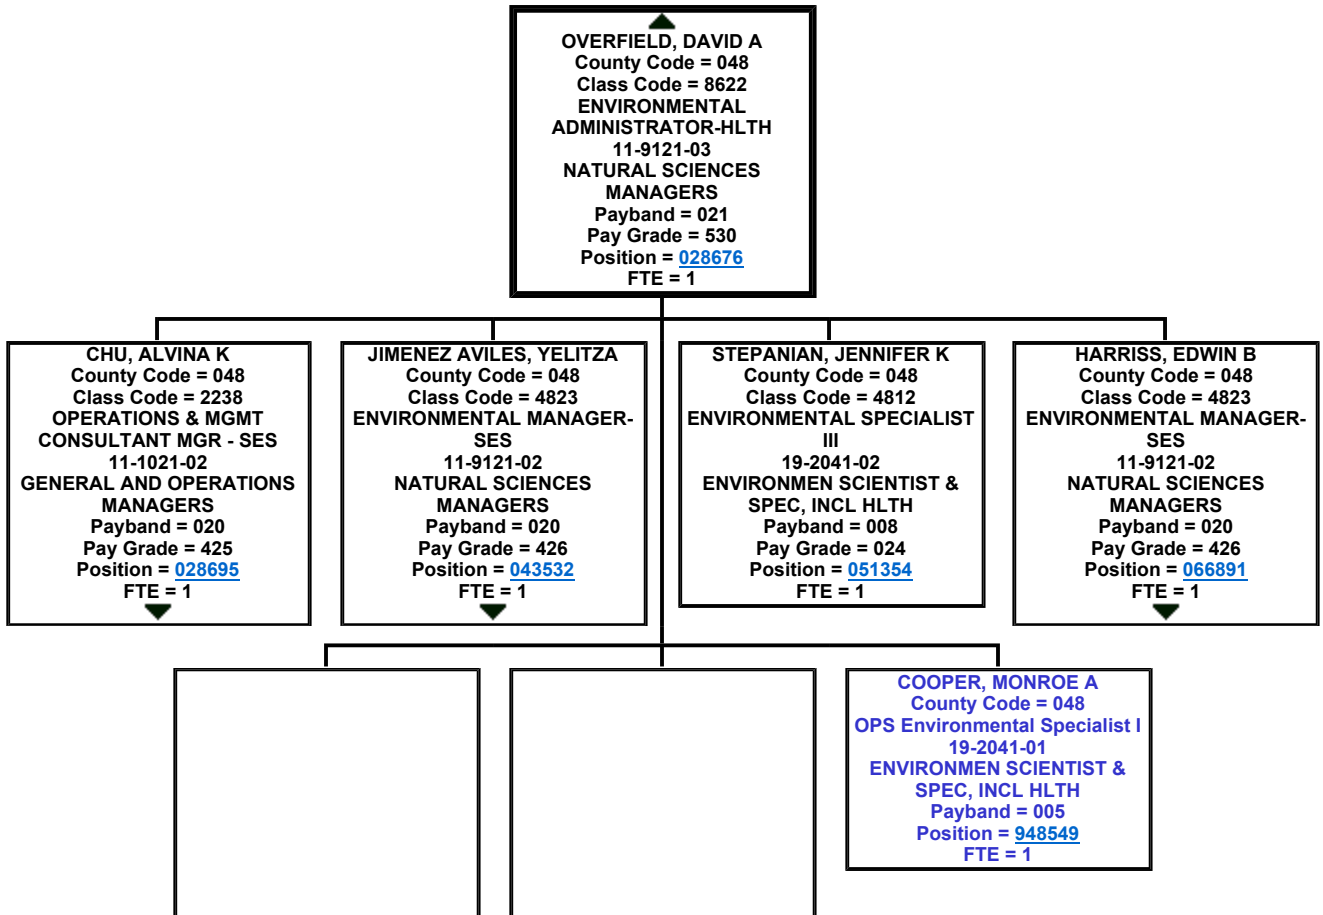 OVERFIELD, DAVID A
County Code = 048
Class Code = 8622
ENVIRONMENTAL
ADMINISTRATOR-HLTH
11-9121-03
NATURAL SCIENCES
MANAGERS
Payband = 021
Pay Grade = 530
Position = 028676
FTE = 1
CHU, ALVINA K
County Code = 048
Class Code = 2238
OPERATIONS & MGMT
CONSULTANT MGR - SES
11-1021-02
GENERAL AND OPERATIONS
MANAGERS
Payband = 020
Pay Grade = 425
Position = 028695
FTE = 1
JIMENEZ AVILES, YELITZA
County Code = 048
Class Code = 4823
ENVIRONMENTAL MANAGER-
SES
11-9121-02
NATURAL SCIENCES
MANAGERS
Payband = 020
Pay Grade = 426
Position = 043532
FTE = 1
STEPANIAN, JENNIFER K
County Code = 048
Class Code = 4812
ENVIRONMENTAL SPECIALIST
III
19-2041-02
ENVIRONMEN SCIENTIST &
SPEC, INCL HLTH
Payband = 008
Pay Grade = 024
Position = 051354
FTE = 1
HARRISS, EDWIN B
County Code = 048
Class Code = 4823
ENVIRONMENTAL MANAGER-
SES
11-9121-02
NATURAL SCIENCES
MANAGERS
Payband = 020
Pay Grade = 426
Position = 066891
FTE = 1
COOPER, MONROE A
County Code = 048
OPS Environmental Specialist I
19-2041-01
ENVIRONMEN SCIENTIST &
SPEC, INCL HLTH
Payband = 005
Position = 948549
FTE = 1